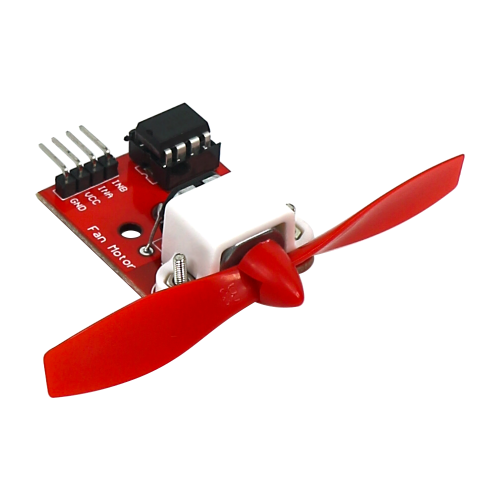 GND
VCC
INA
INB
Fan Motor